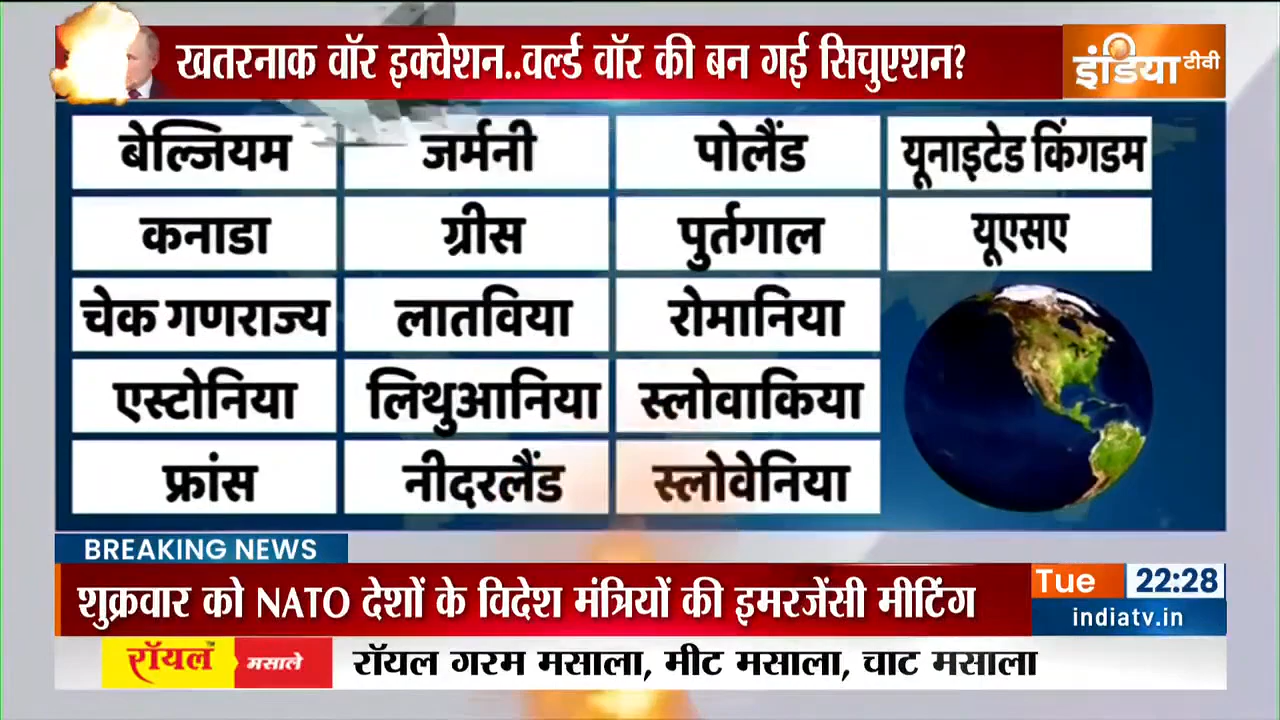 खतरनाक वॉर इक्वेशन..वर्ल्ड वॉर की बन गई सिचुएशन?
इंडिया टीवी
बेल्जियम जर्मनी पोलैंड यूनाइटेड किंगडम
कनाडा ग्रीस पुर्तगाल यूएसए
चेक गणराज्य लातविया रोमानिया
एस्टोनिया लिथुआनिया स्लोवाकिया
फ्रांस नीदरलैंड स्लोवेनिया
BREAKING NEWS
शुक्रवार को NATO देशों के विदेश मंत्रियों की इमरजेंसी मीटिंग
Tue 22:28
indiatv.in
रॉयल मसाले रॉयल गरम मसाला, मीट मसाला, चाट मसाला